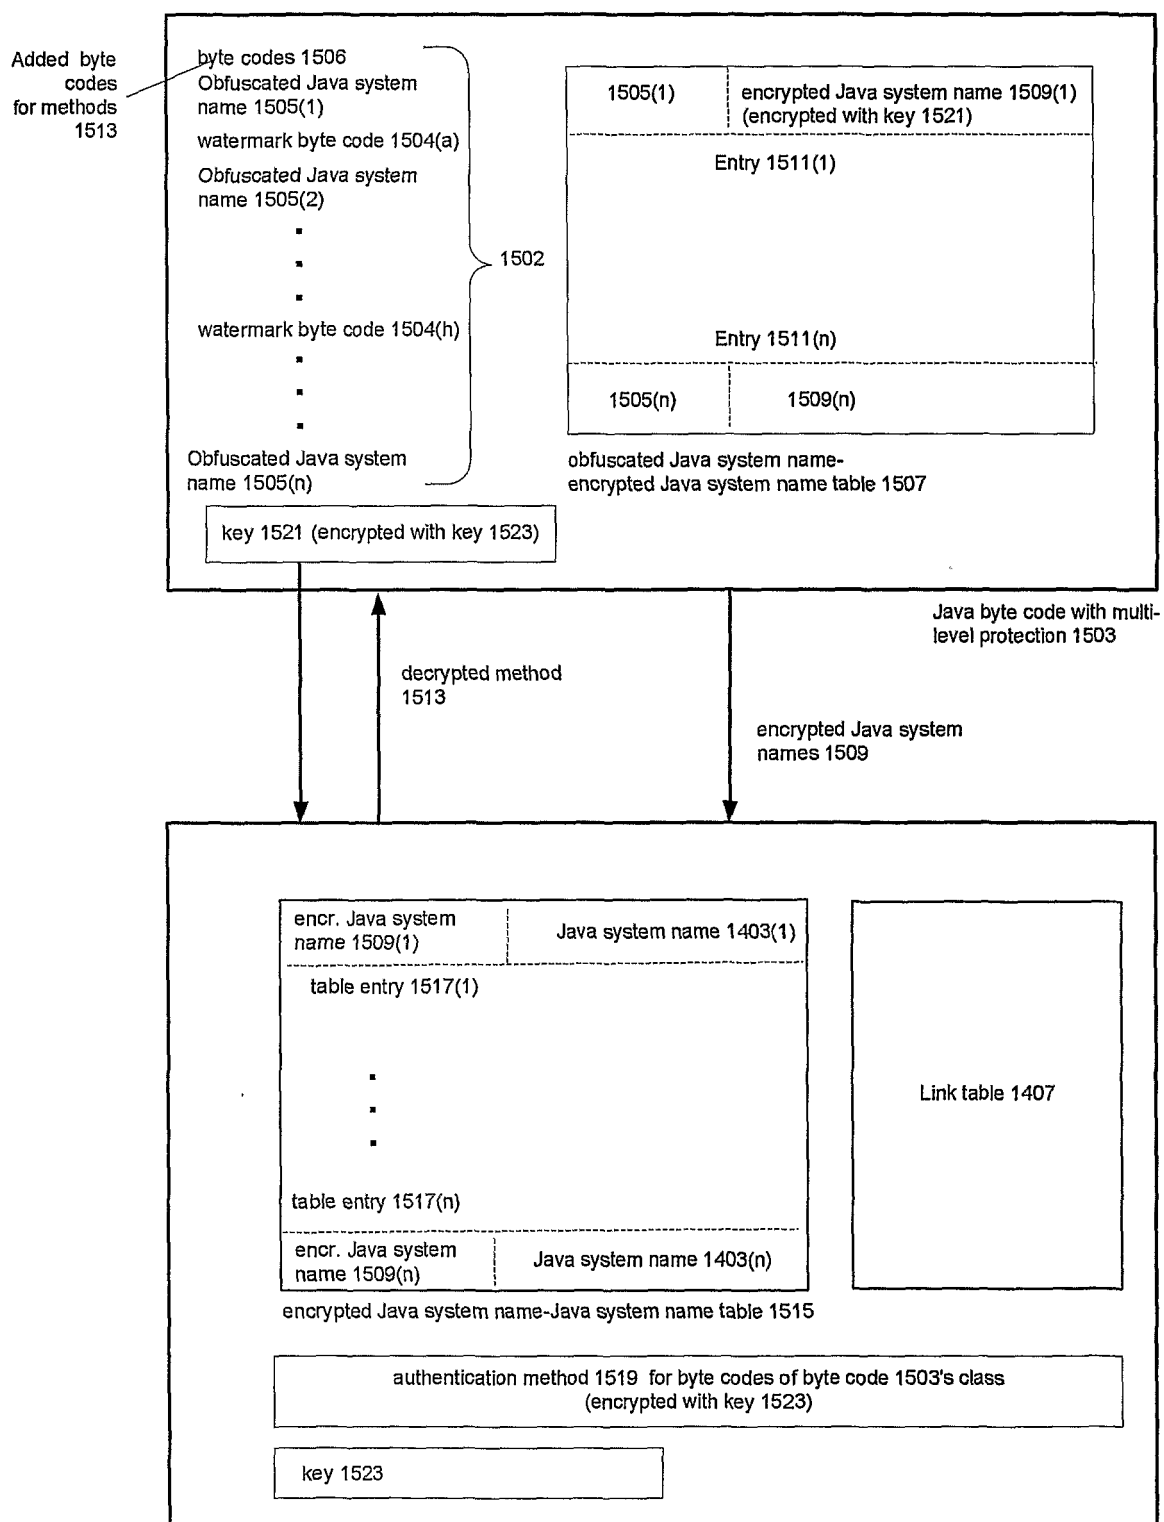 Added byte
codes
for methods
1513
byte codes 1506
Obfuscated Java system
name 1505(1)
watermark byte code 1504(a)
Obfuscated Java system
name 1505(2)
watermark byte code 1504(h)
Obfuscated Java system
name 1505(n)
1502
1505(1)
encrypted Java system name 1509(1)
(encrypted with key 1521)
Entry 1511(1)
Entry 1511(n)
1505(n)
1509(n)
obfuscated Java system name-
encrypted Java system name table 1507
key 1521 (encrypted with key 1523)
Java byte code with multi-
level protection 1503
decrypted method
1513
encrypted Java system
names 1509
encr. Java system
name 1509(1)
Java system name 1403(1)
table entry 1517(1)
table entry 1517(n)
encr. Java system
name 1509(n)
Java system name 1403(n)
encrypted Java system name-Java system name table 1515
Link table 1407
authentication method 1519 for byte codes of byte code 1503's class
(encrypted with key 1523)
key 1523